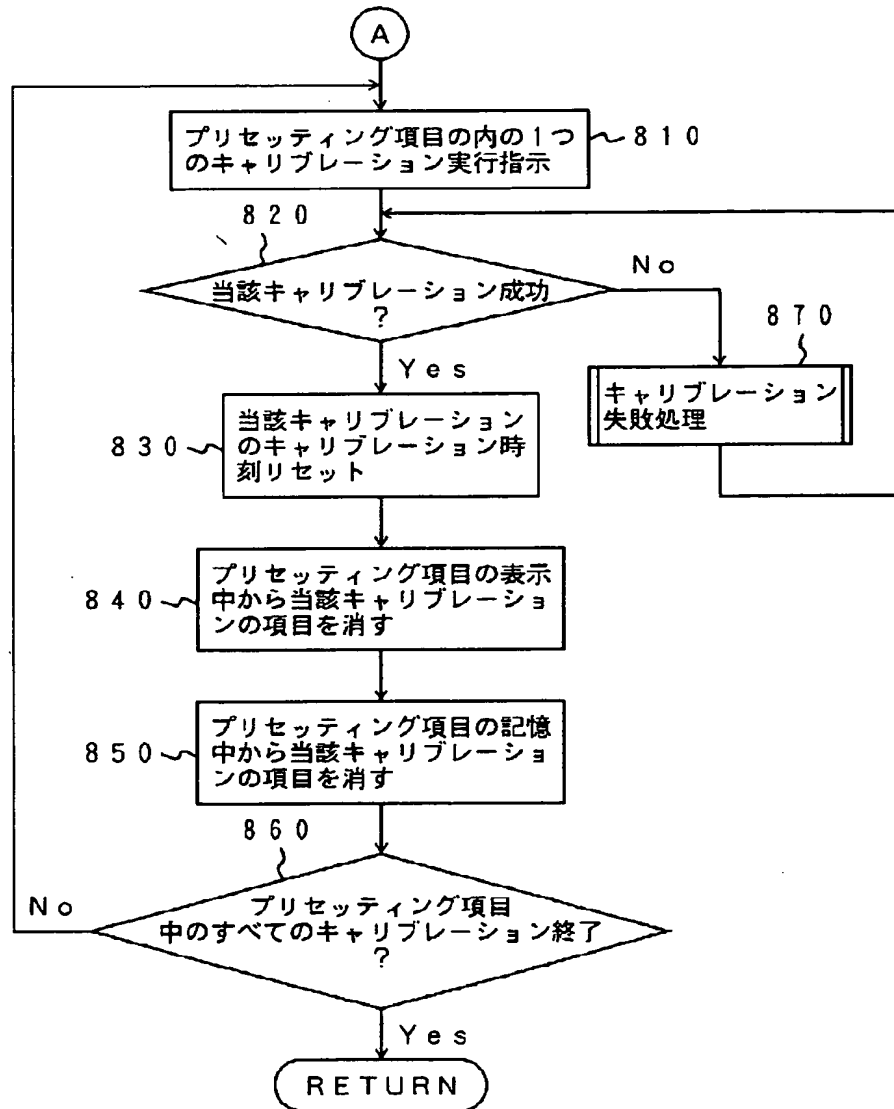 A
プリセッティング項目の内の1つ
のキャリブレーション実行指示
810
820
当該キャリブレーション成功
?
No
870
キャリブレーション
失敗処理
Yes
当該キャリブレーション
のキャリブレーション時
刻リセット
830
プリセッティング項目の表示
中から当該キャリブレーショ
ンの項目を消す
840
プリセッティング項目の記憶
中から当該キャリブレーショ
ンの項目を消す
850
860
プリセッティング項目
中のすべてのキャリブレーション終了
?
No
Yes
RETURN